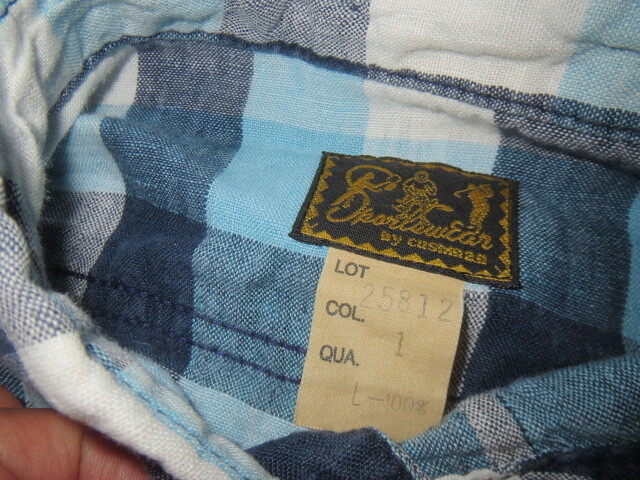 Sportswear
by cushman
LOT 25812
COL. 1
QUA.
L-100%